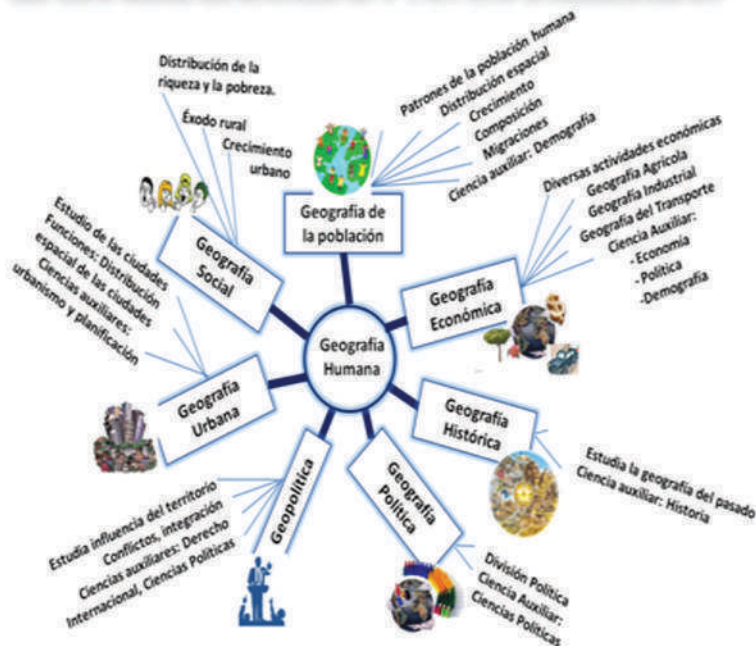 Distribución de la
riqueza y la pobreza.
Éxodo rural
Crecimiento
urbano
Geografía
Social
Patrones de la población humana
Distribución espacial
Crecimiento
Composición
Migraciones
Ciencia auxiliar: Demografía
Geografía de
la población
Diversas actividades económicas
Geografía Agrícola
Geografía Industrial
Geografía del Transporte
Ciencia Auxiliar:
- Economía
- Política
-Demografía
Geografía
Económica
Geografía
Humana
Estudio de las ciudades
Funciones: Distribución
espacial de las ciudades
Ciencias auxiliares:
urbanismo y planificación
Geografía
Urbana
Geografía
Histórica
Estudia la geografía del pasado
Ciencia auxiliar: Historia
Geopolítica
Estudia influencia del territorio
Conflictos, integración
Ciencias auxiliares: Derecho
Internacional, Ciencias Políticas
Geografía
Política
División Política
Ciencia Auxiliar:
Ciencias Políticas